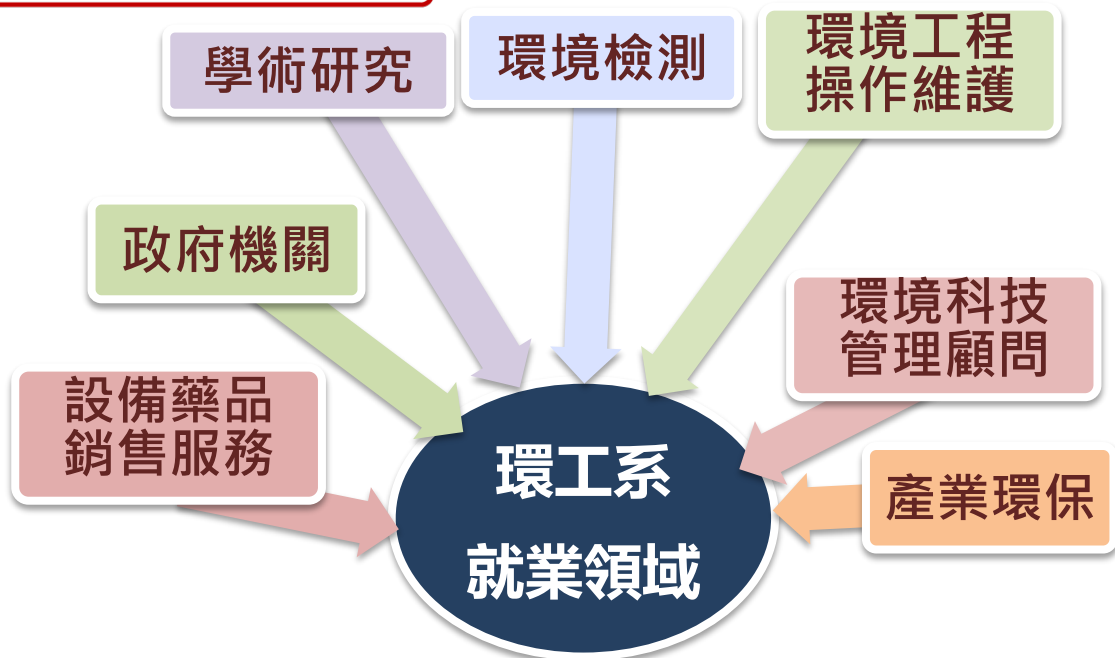 學術研究
環境檢測
環境工程
操作維護
政府機關
環境科技
管理顧問
設備藥品
銷售服務
產業環保
環工系
就業領域